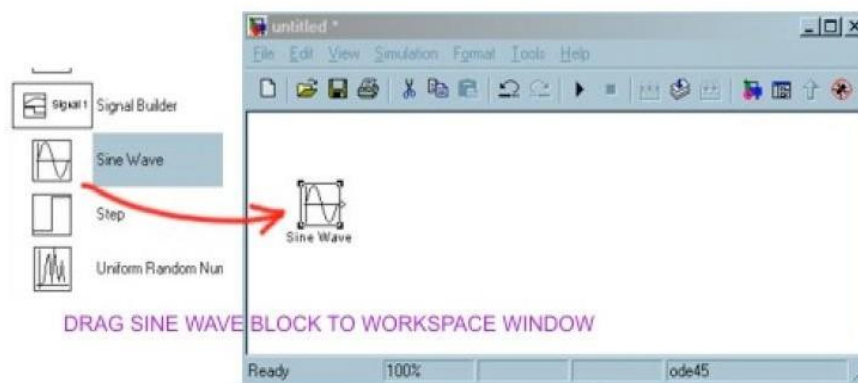 untitled *
File Edit View Simulation Format Tools Help
Signal 1 Signal Builder
Sine Wave
Step
Sine Wave
Uniform Random Nun
DRAG SINE WAVE BLOCK TO WORKSPACE WINDOW
Ready 100% ode45